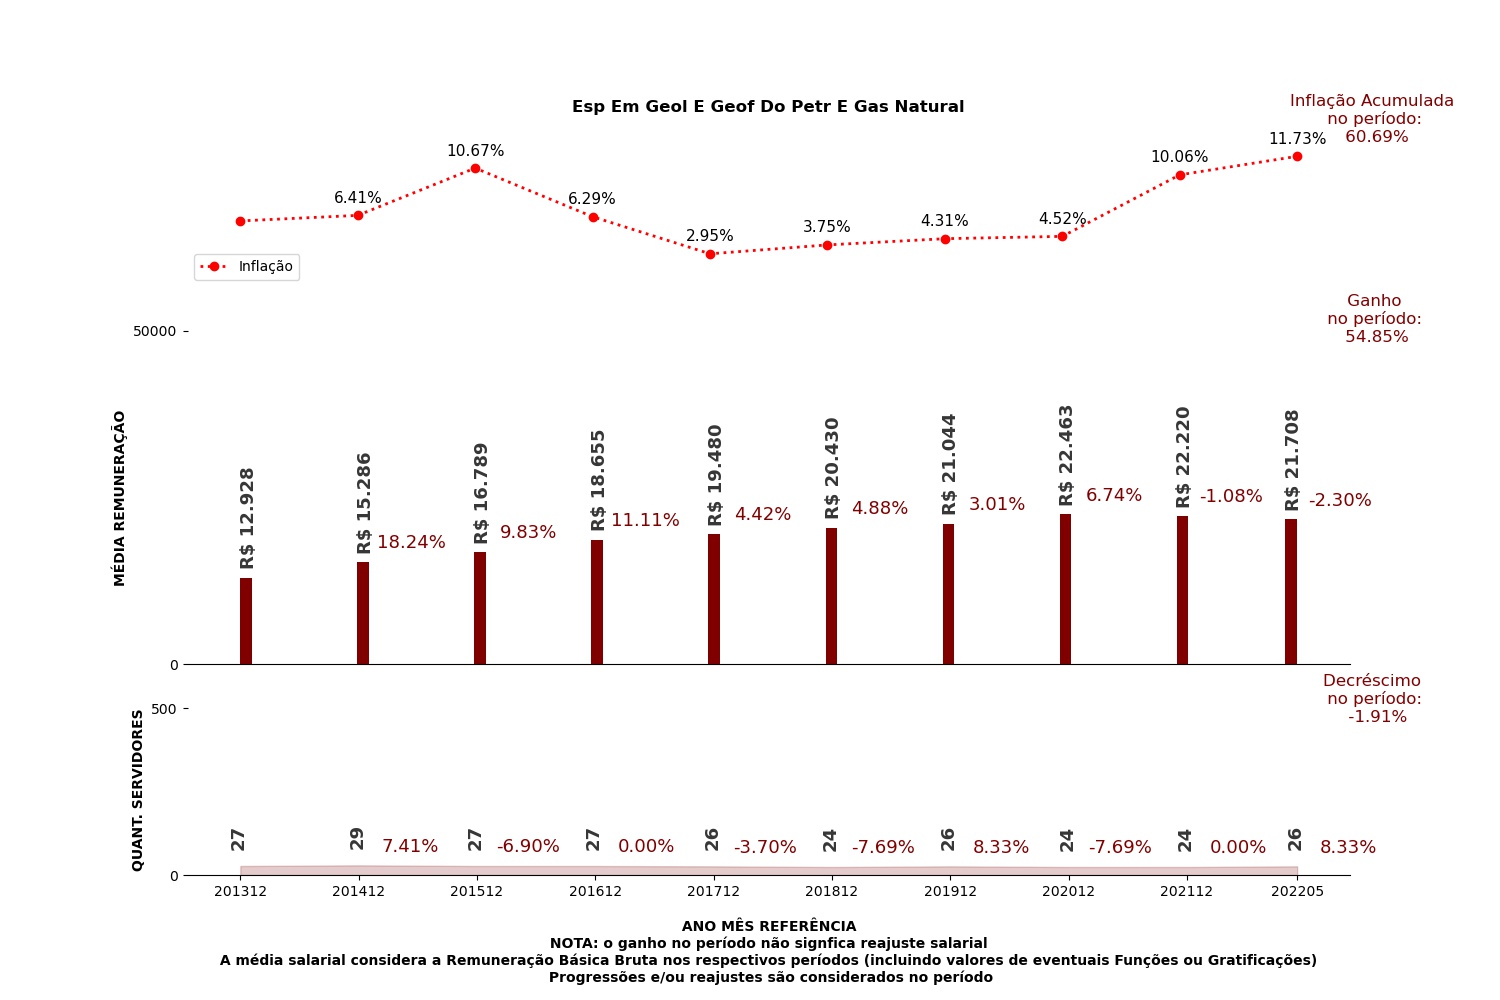 Esp Em Geol E Geof Do Petr E Gas Natural
Inflação Acumulada
no período:
60.69%
6.41%
10.67%
6.29%
2.95%
3.75%
4.31%
4.52%
10.06%
11.73%
Inflação
Ganho
no período:
54.85%
50000
0
MÉDIA REMUNERAÇÃO
R$ 12.928
R$ 15.286
R$ 16.789
R$ 18.655
R$ 19.480
R$ 20.430
R$ 21.044
R$ 22.463
R$ 22.220
R$ 21.708
18.24%
9.83%
11.11%
4.42%
4.88%
3.01%
6.74%
-1.08%
-2.30%
Decréscimo
no período:
-1.91%
500
0
QUANT. SERVIDORES
27
29
27
27
26
24
26
24
24
26
7.41%
-6.90%
0.00%
-3.70%
-7.69%
8.33%
-7.69%
0.00%
8.33%
201312
201412
201512
201612
201712
201812
201912
202012
202112
202205
ANO MÊS REFERÊNCIA
NOTA: o ganho no período não signfica reajuste salarial
A média salarial considera a Remuneração Básica Bruta nos respectivos períodos (incluindo valores de eventuais Funções ou Gratificações)
Progressões e/ou reajustes são considerados no período